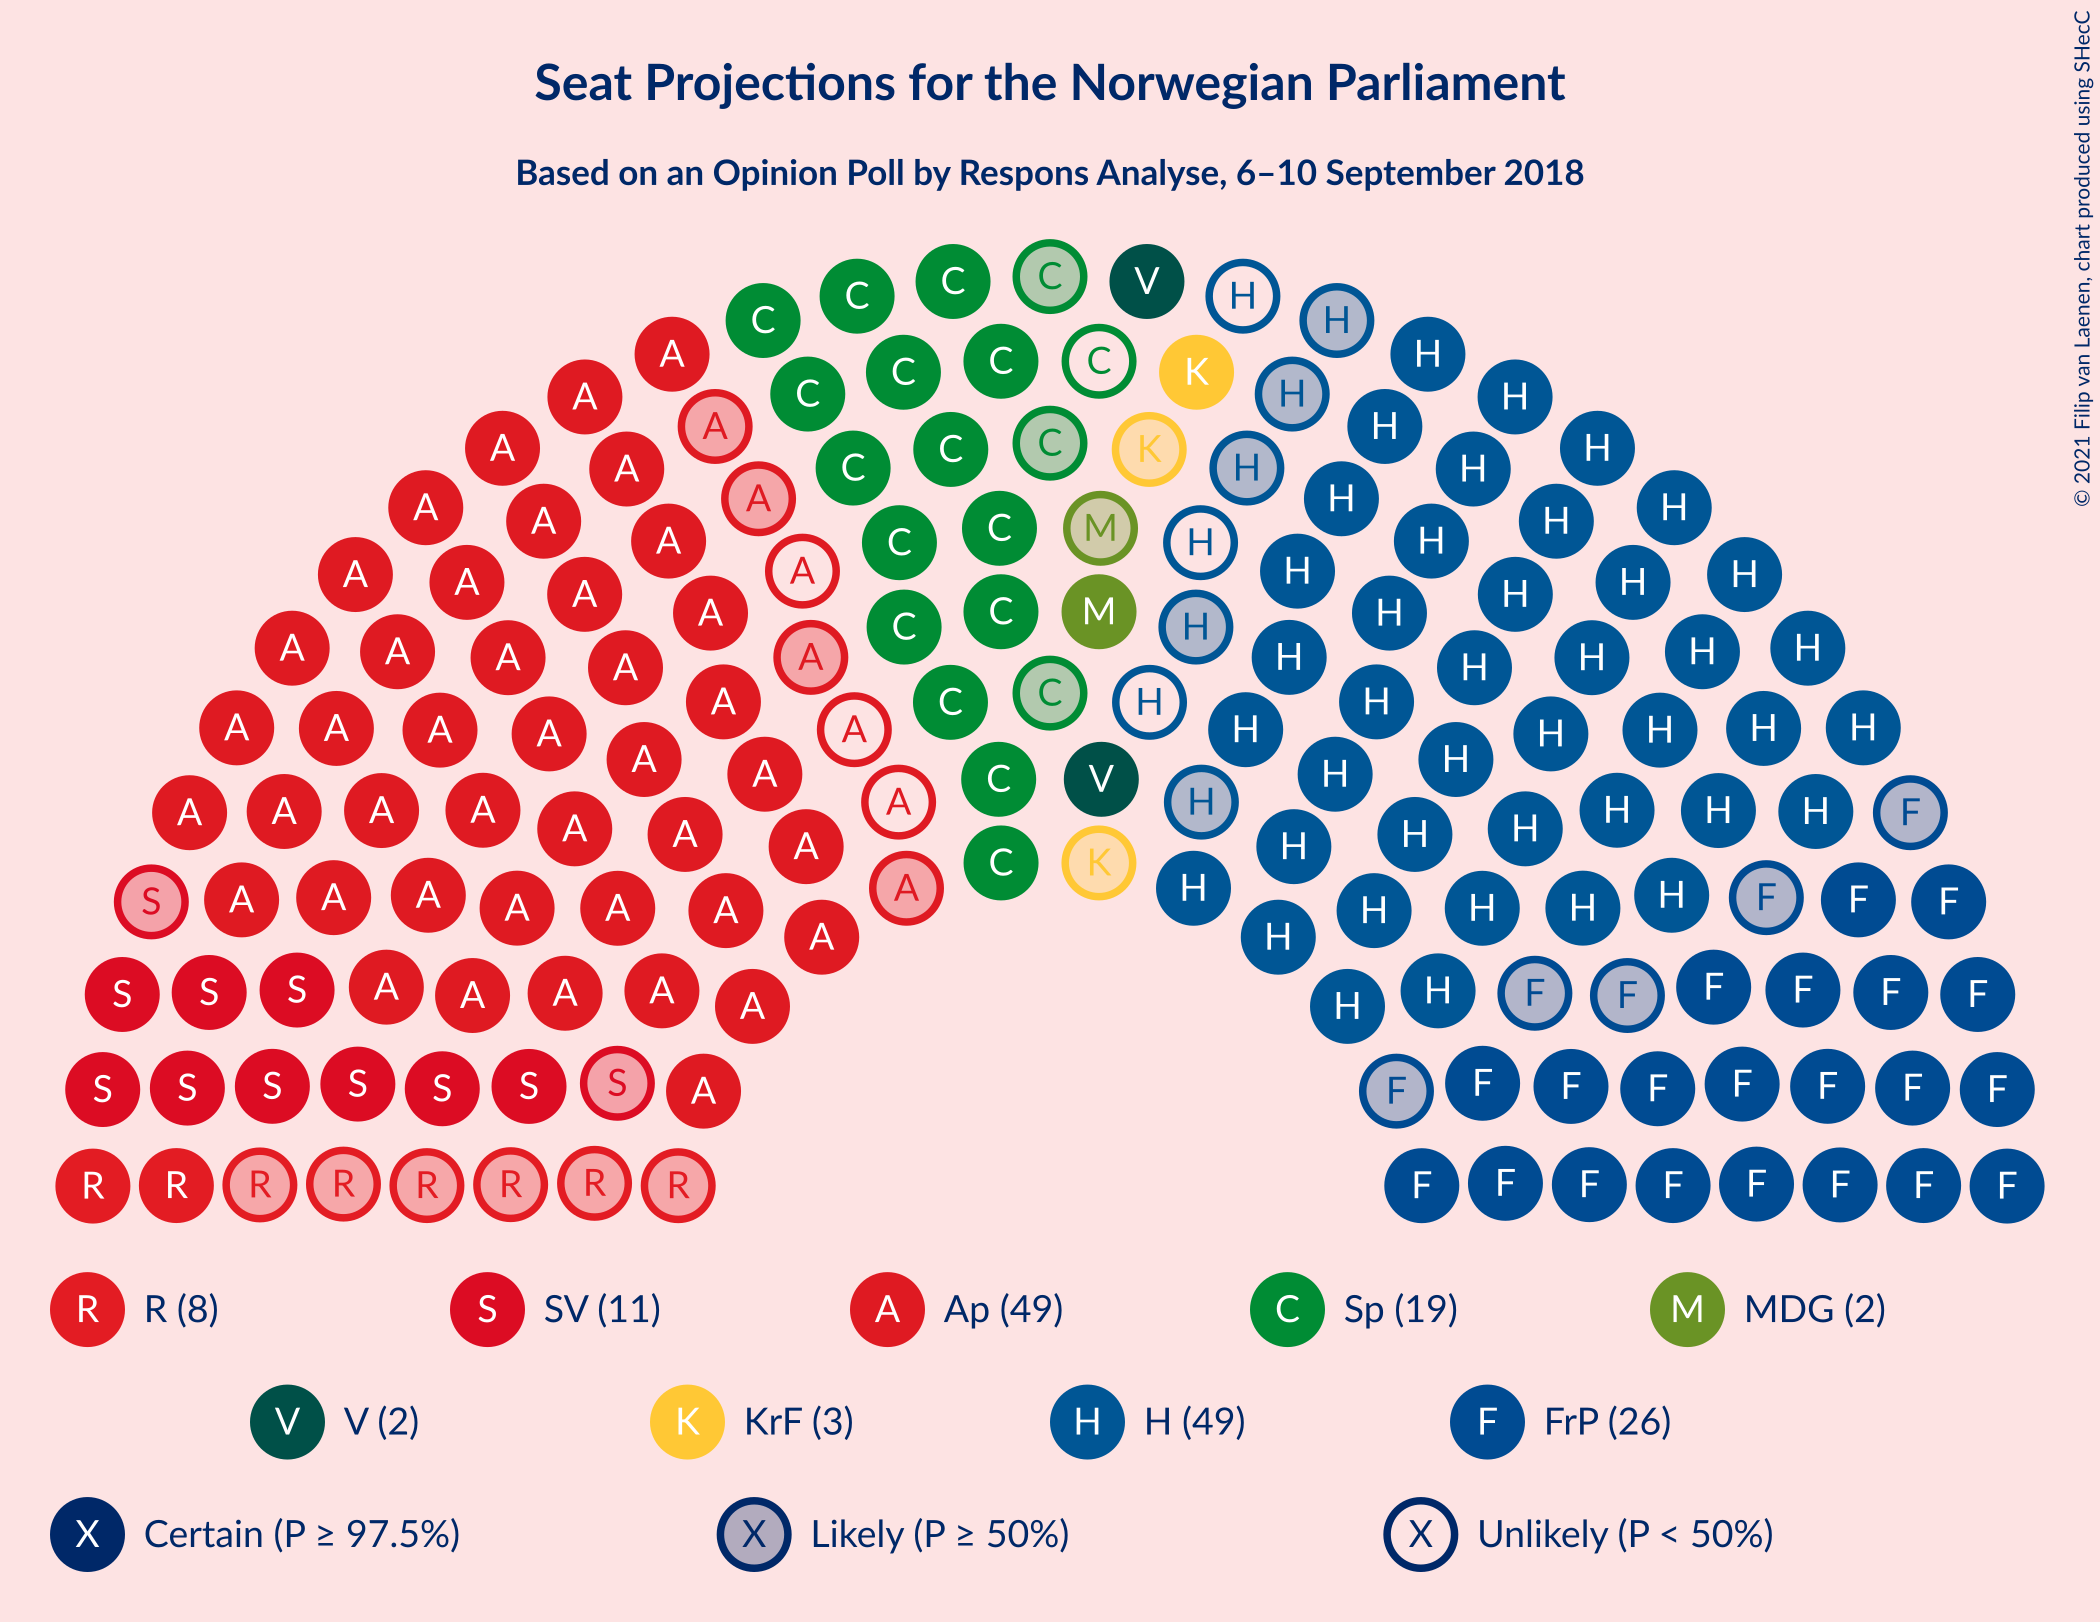 © 2021 Filip van Laenen, chart produced using SHecC
Seat Projections for the Norwegian Parliament
Based on an Opinion Poll by Respons Analyse, 6–10 September 2018
C C C C V H H
A A C C C C K H H H
A A A C C C K H H H H
A A A A C C M H H H H H
A A A A A C C M H H H H H H
A A A A A A C C H H H H H H H
A A A A A A A C V H H H H H H H
A A A A A A A A C K H H H H H H H F
S A A A A A A A A H H H H H H F F F
S S S A A A A A H H F F F F F F
S S S S S S S A F F F F F F F F
R R R R R R R R F F F F F F F F
R R (8) S SV (11) A Ap (49) C Sp (19) M MDG (2)
V V (2) K KrF (3) H H (49) F FrP (26)
X Certain (P ≥ 97.5%) X Likely (P ≥ 50%) X Unlikely (P < 50%)